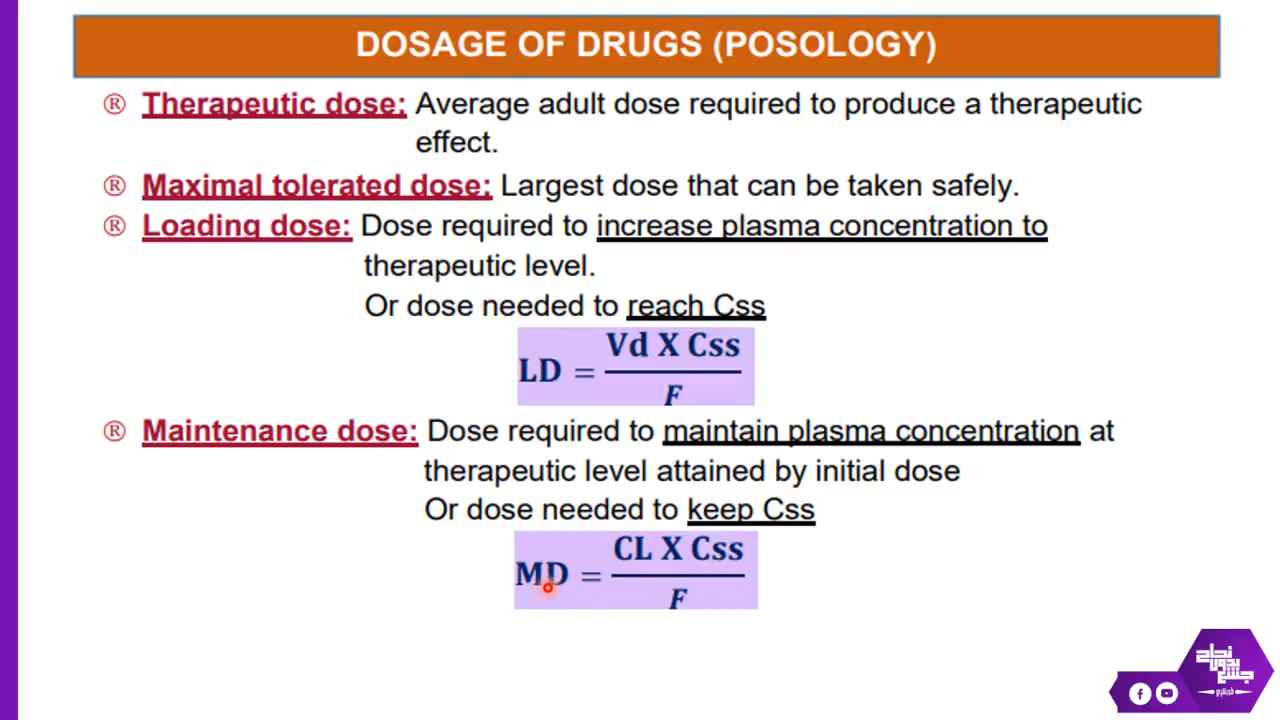 DOSAGE OF DRUGS (POSOLOGY)
® Therapeutic dose: Average adult dose required to produce a therapeutic
effect.
® Maximal tolerated dose: Largest dose that can be taken safely.
® Loading dose: Dose required to increase plasma concentration to
therapeutic level.
Or dose needed to reach Css
LD = Vd X Css
F
® Maintenance dose: Dose required to maintain plasma concentration at
therapeutic level attained by initial dose
Or dose needed to keep Css
MD = CL X Css
F
نجاح
بدون
جشع